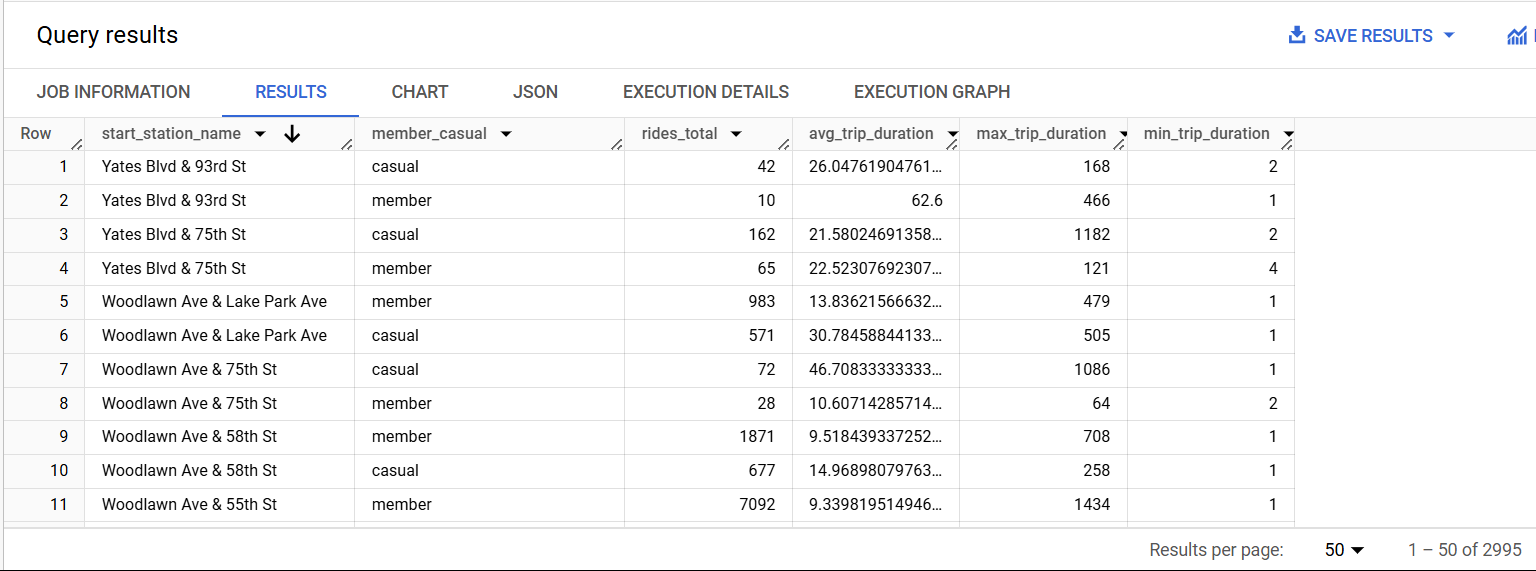 Query results SAVE RESULTS
JOB INFORMATION RESULTS CHART JSON EXECUTION DETAILS EXECUTION GRAPH
Row start_station_name member_casual rides_total avg_trip_duration max_trip_duration min_trip_duration
1 Yates Blvd & 93rd St casual 42 26.04761904761... 168 2
2 Yates Blvd & 93rd St member 10 62.6 466 1
3 Yates Blvd & 75th St casual 162 21.58024691358... 1182 2
4 Yates Blvd & 75th St member 65 22.52307692307... 121 4
5 Woodlawn Ave & Lake Park Ave member 983 13.83621566632... 479 1
6 Woodlawn Ave & Lake Park Ave casual 571 30.78458844133... 505 1
7 Woodlawn Ave & 75th St casual 72 46.70833333333... 1086 1
8 Woodlawn Ave & 75th St member 28 10.60714285714... 64 2
9 Woodlawn Ave & 58th St member 1871 9.518439337252... 708 1
10 Woodlawn Ave & 58th St casual 677 14.96898079763... 258 1
11 Woodlawn Ave & 55th St member 7092 9.339819514946... 1434 1
Results per page: 50 1 – 50 of 2995